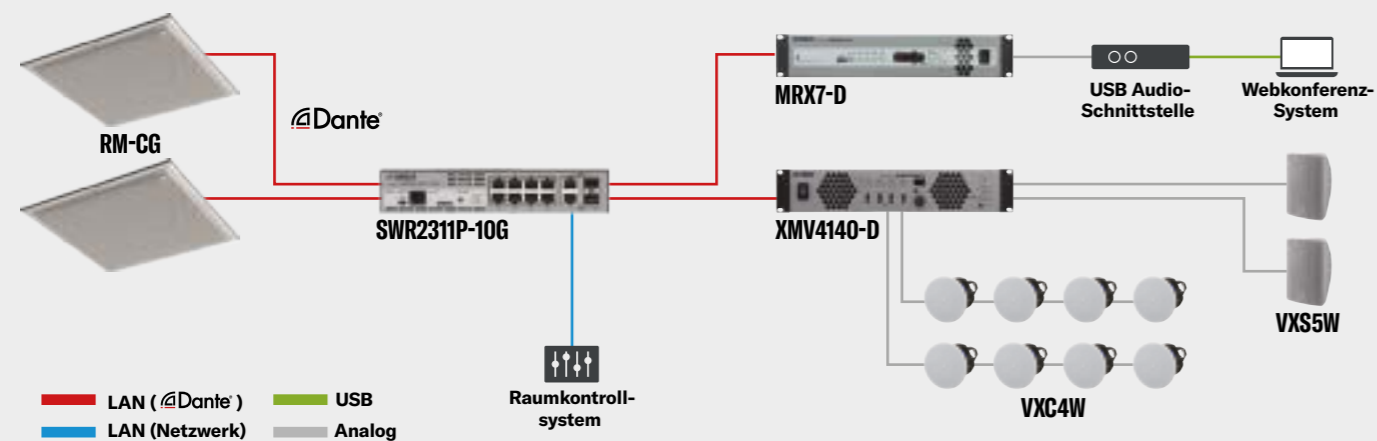 RM-CG
Dante®
SWR2311P-10G
MRX7-D
USB Audio-
Schnittstelle
Webkonferenz-
System
XMV4140-D
VXS5W
VXC4W
Raumkontroll-
system
LAN (Dante®)
USB
LAN (Netzwerk)
Analog